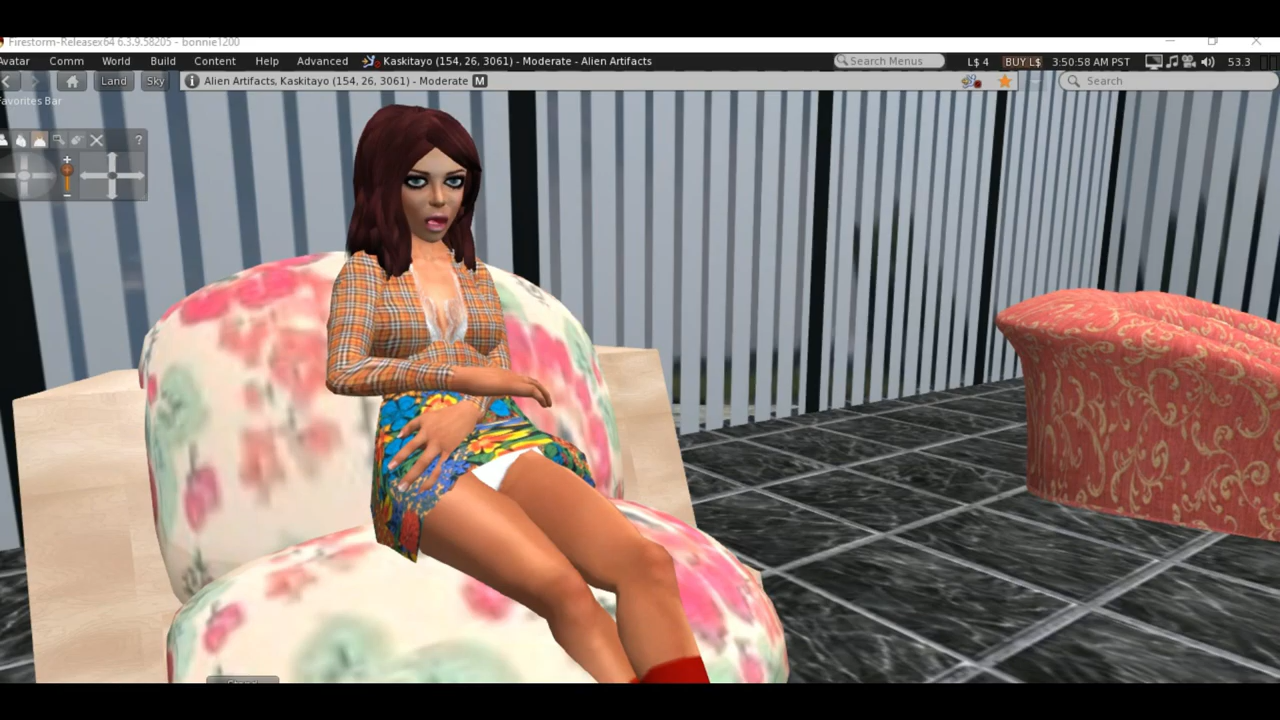 Firestorm-Releasex64 6.3.9.58205 - bonnie1200
Avatar Comm World Build Content Help Advanced Kaskitayo (154, 26, 3061) - Moderate - Alien Artifacts Search Menus L$ 4 BUY L$ 3:50:58 AM PST 53.3
Land Sky Alien Artifacts, Kaskitayo (154, 26, 3061) - Moderate M Search
Favorites Bar
?